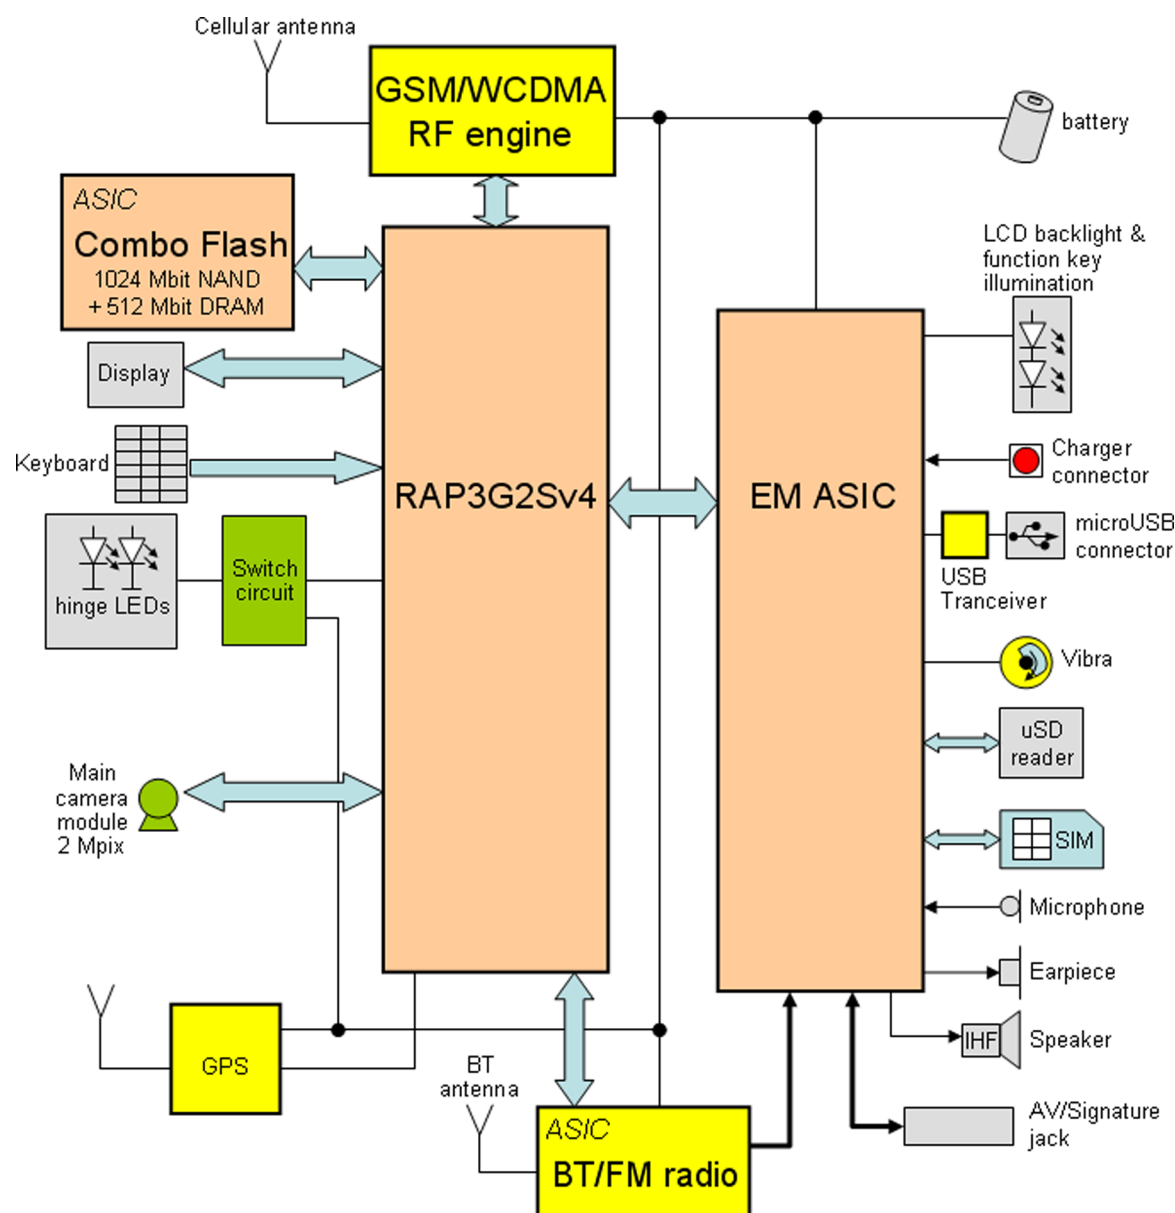 Cellular antenna
GSM/WCDMA
RF engine
battery
ASIC
Combo Flash
1024 Mbit NAND
+ 512 Mbit DRAM
LCD backlight &
function key
illumination
Display
Keyboard
RAP3G2Sv4
EM ASIC
Charger
connector
microUSB
connector
USB
Tranceiver
hinge LEDs
Switch
circuit
Vibra
uSD
reader
Main
camera
module
2 Mpix
SIM
Microphone
Earpiece
IHF
Speaker
GPS
BT
antenna
AV/Signature
jack
ASIC
BT/FM radio